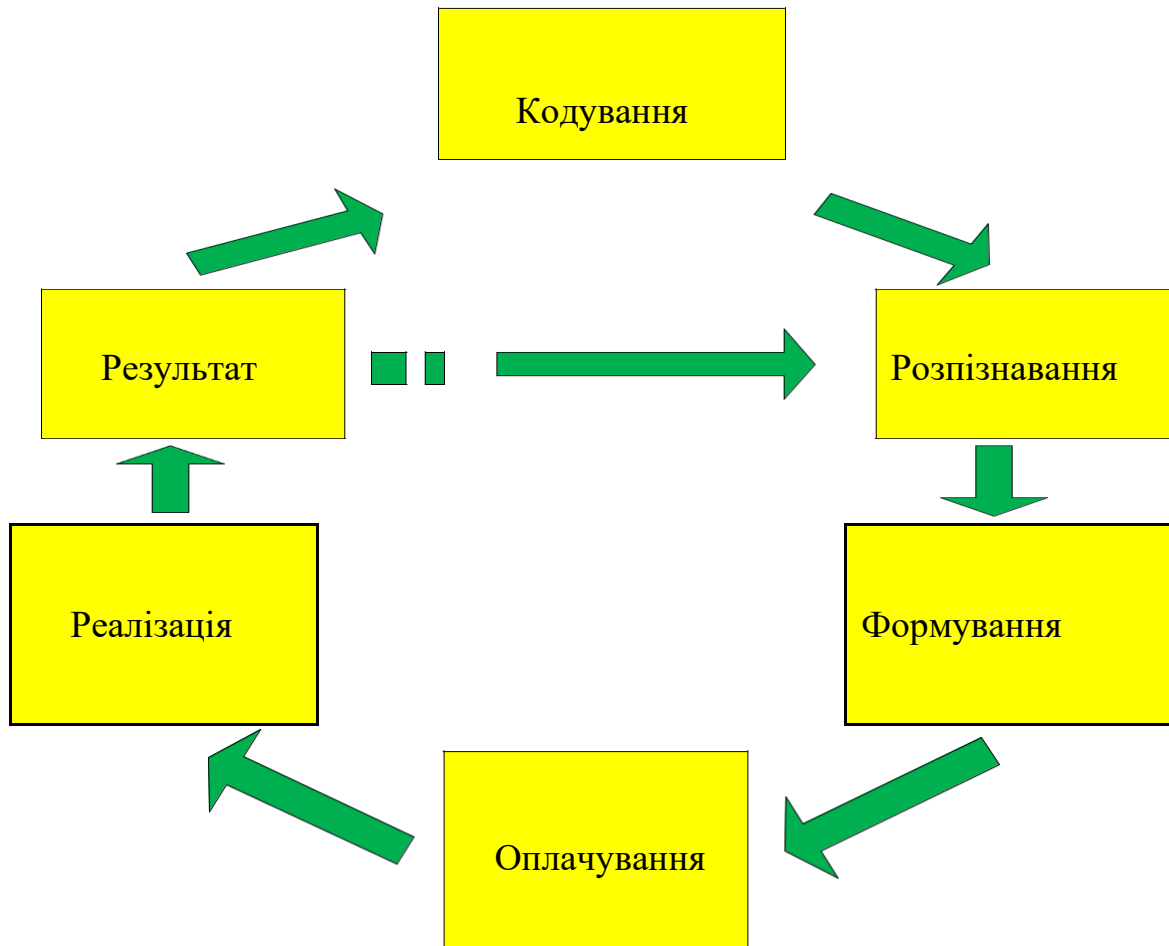 Кодування
Результат
Розпізнавання
Реалізація
Формування
Оплачування